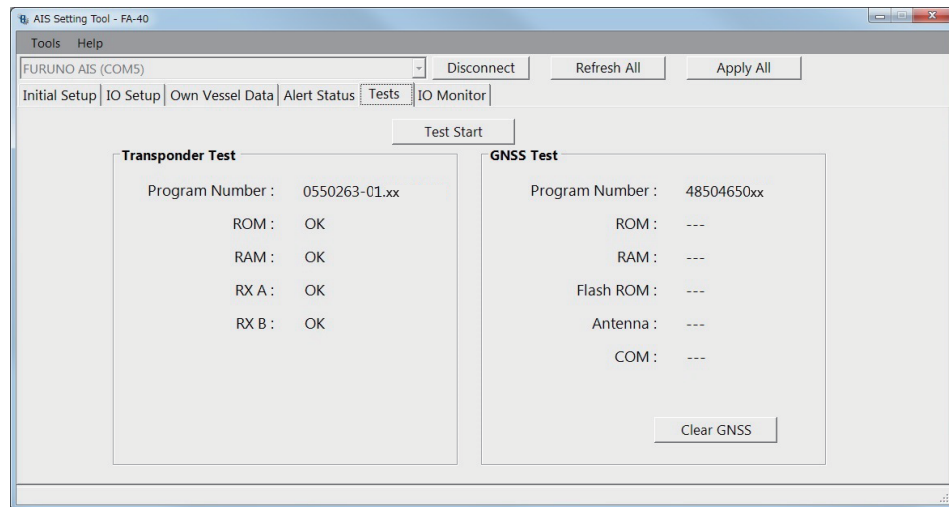 AIS Setting Tool - FA-40
Tools Help
FURUNO AIS (COM5) Disconnect Refresh All Apply All
Initial Setup IO Setup Own Vessel Data Alert Status Tests IO Monitor
Test Start
Transponder Test
Program Number : 0550263-01.xx
ROM : OK
RAM : OK
RX A : OK
RX B : OK
GNSS Test
Program Number : 48504650xx
ROM : ---
RAM : ---
Flash ROM : ---
Antenna : ---
COM : ---
Clear GNSS